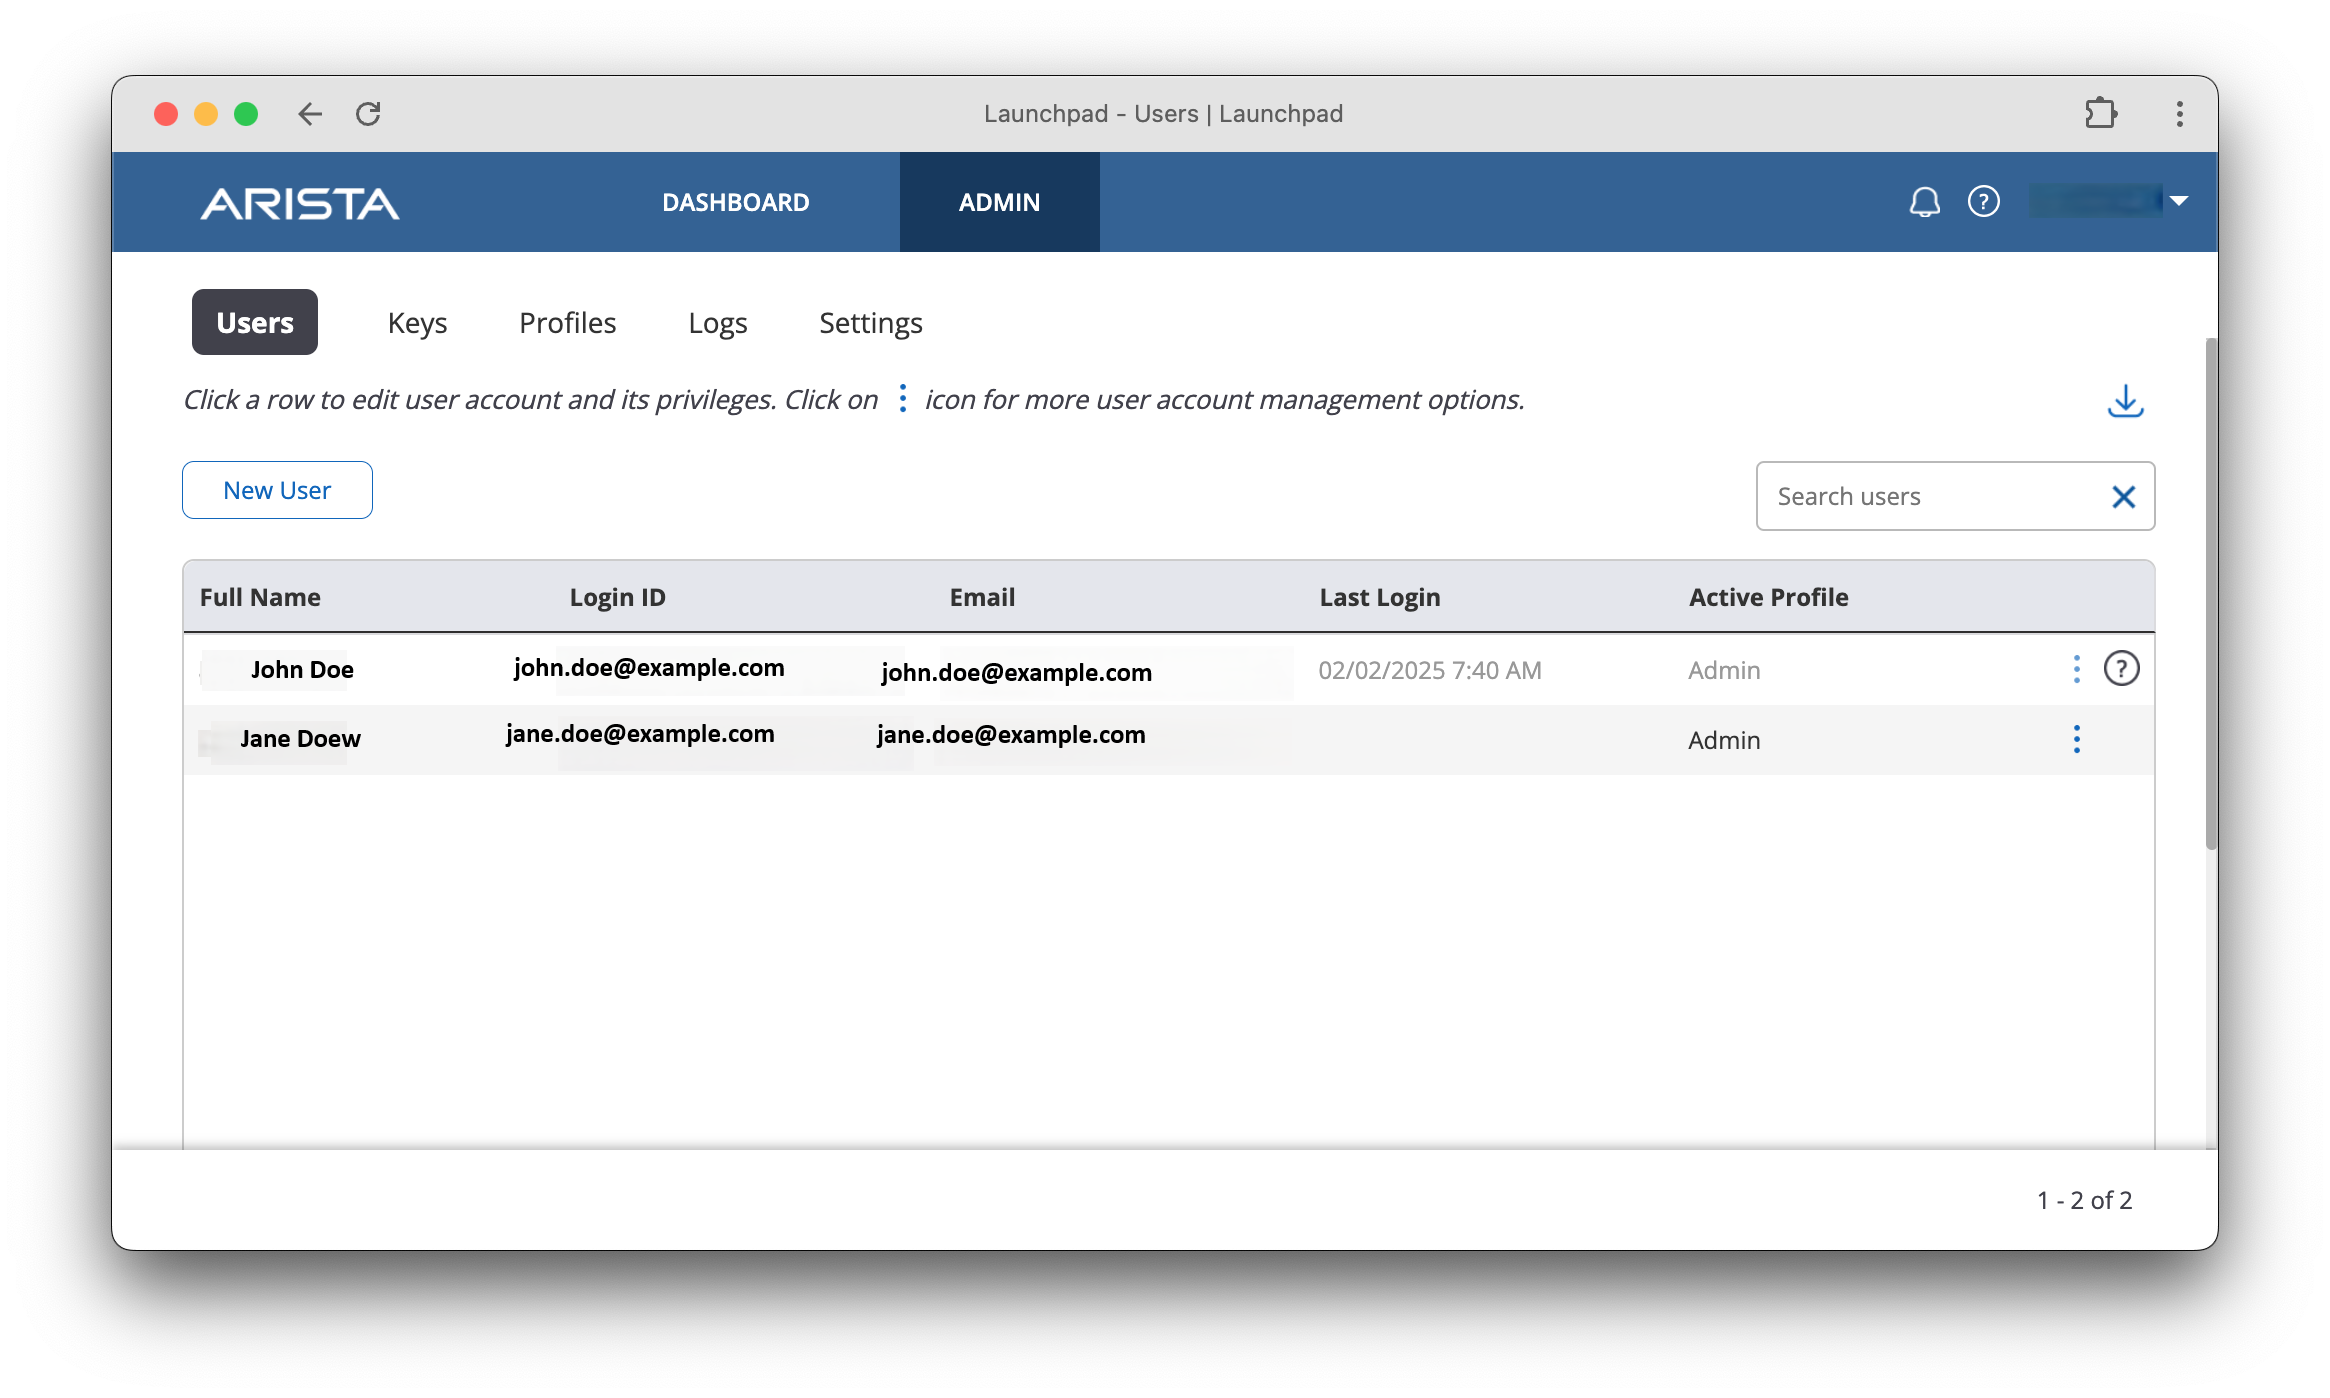 Launchpad - Users | Launchpad
ARISTA
DASHBOARD
ADMIN
?
Users
Keys
Profiles
Logs
Settings
Click a row to edit user account and its privileges. Click on ⋮ icon for more user account management options.
New User
Search users
Full Name Login ID Email Last Login Active Profile
John Doe john.doe@example.com john.doe@example.com 02/02/2025 7:40 AM Admin ?
Jane Doew jane.doe@example.com jane.doe@example.com Admin
1 - 2 of 2